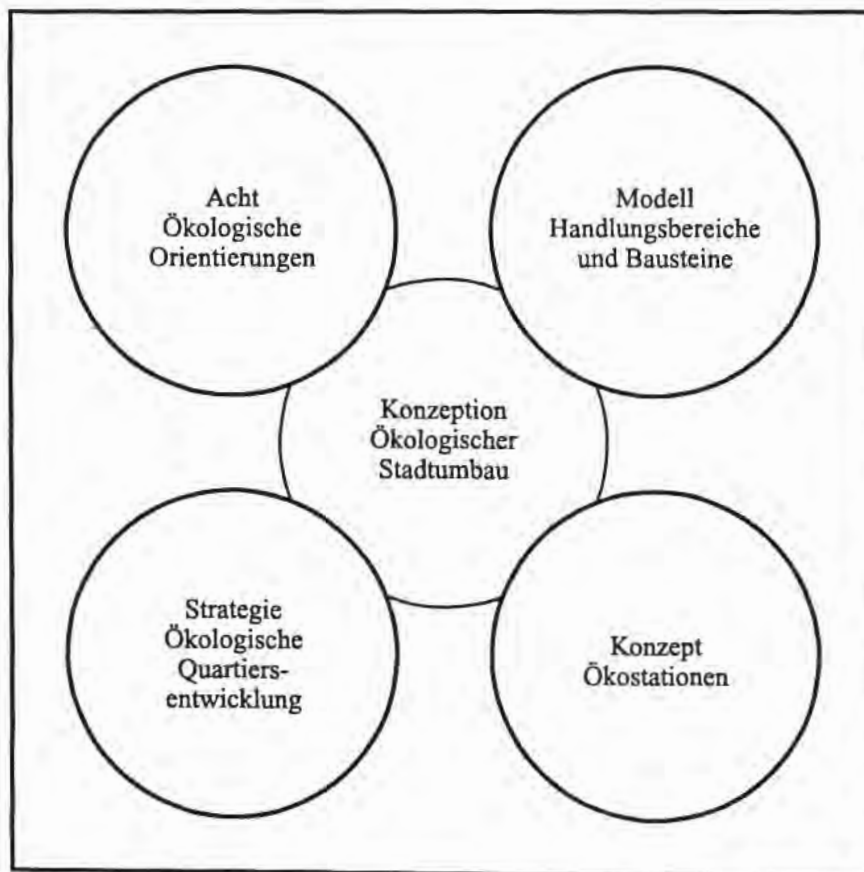 Acht
Ökologische
Orientierungen
Modell
Handlungsbereiche
und Bausteine
Konzeption
Ökologischer
Stadtumbau
Strategie
Ökologische
Quartiers-
entwicklung
Konzept
Ökostationen